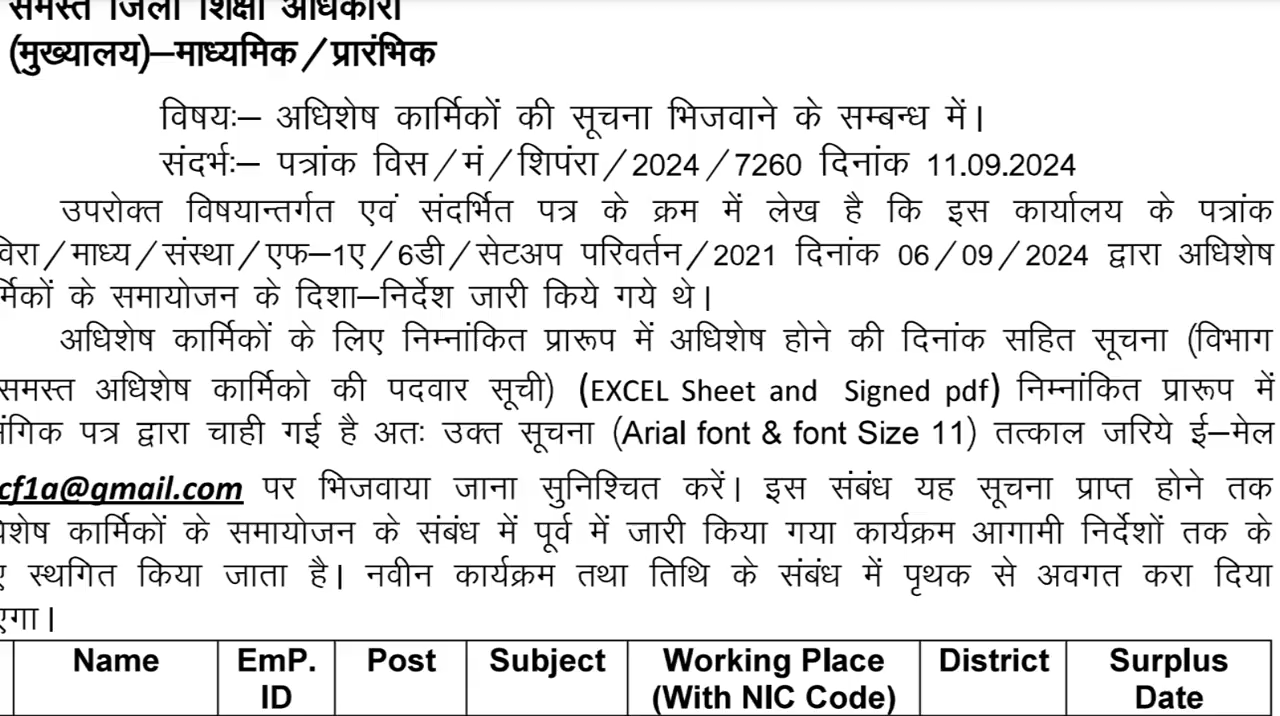 समस्त जिला शिक्षा अधिकारी
(मुख्यालय)–माध्यमिक/प्रारंभिक
विषयः– अधिशेष कार्मिकों की सूचना भिजवाने के सम्बन्ध में।
संदर्भः– पत्रांक विस/मं/शिपंरा/2024/7260 दिनांक 11.09.2024
उपरोक्त विषयान्तर्गत एवं संदर्भित पत्र के क्रम में लेख है कि इस कार्यालय के पत्रांक
विरा/माध्य/संस्था/एफ–1ए/6डी/सेटअप परिवर्तन/2021 दिनांक 06/09/2024 द्वारा अधिशेष
के समायोजन के दिशा–निर्देश जारी किये गये थे।
अधिशेष कार्मिकों के लिए निम्नांकित प्रारूप में अधिशेष होने की दिनांक सहित सूचना (विभाग
समस्त अधिशेष कार्मिको की पदवार सूची) (EXCEL Sheet and Signed pdf) निम्नांकित प्रारूप में
पत्र द्वारा चाही गई है अतः उक्त सूचना (Arial font & font Size 11) तत्काल जरिये ई–मेल
cf1a@gmail.com पर भिजवाया जाना सुनिश्चित करें। इस संबंध यह सूचना प्राप्त होने तक
कार्मिकों के समायोजन के संबंध में पूर्व में जारी किया गया कार्यक्रम आगामी निर्देशों तक के
स्थगित किया जाता है। नवीन कार्यक्रम तथा तिथि के संबंध में पृथक से अवगत करा दिया
Name EmP. ID Post Subject Working Place (With NIC Code) District Surplus Date